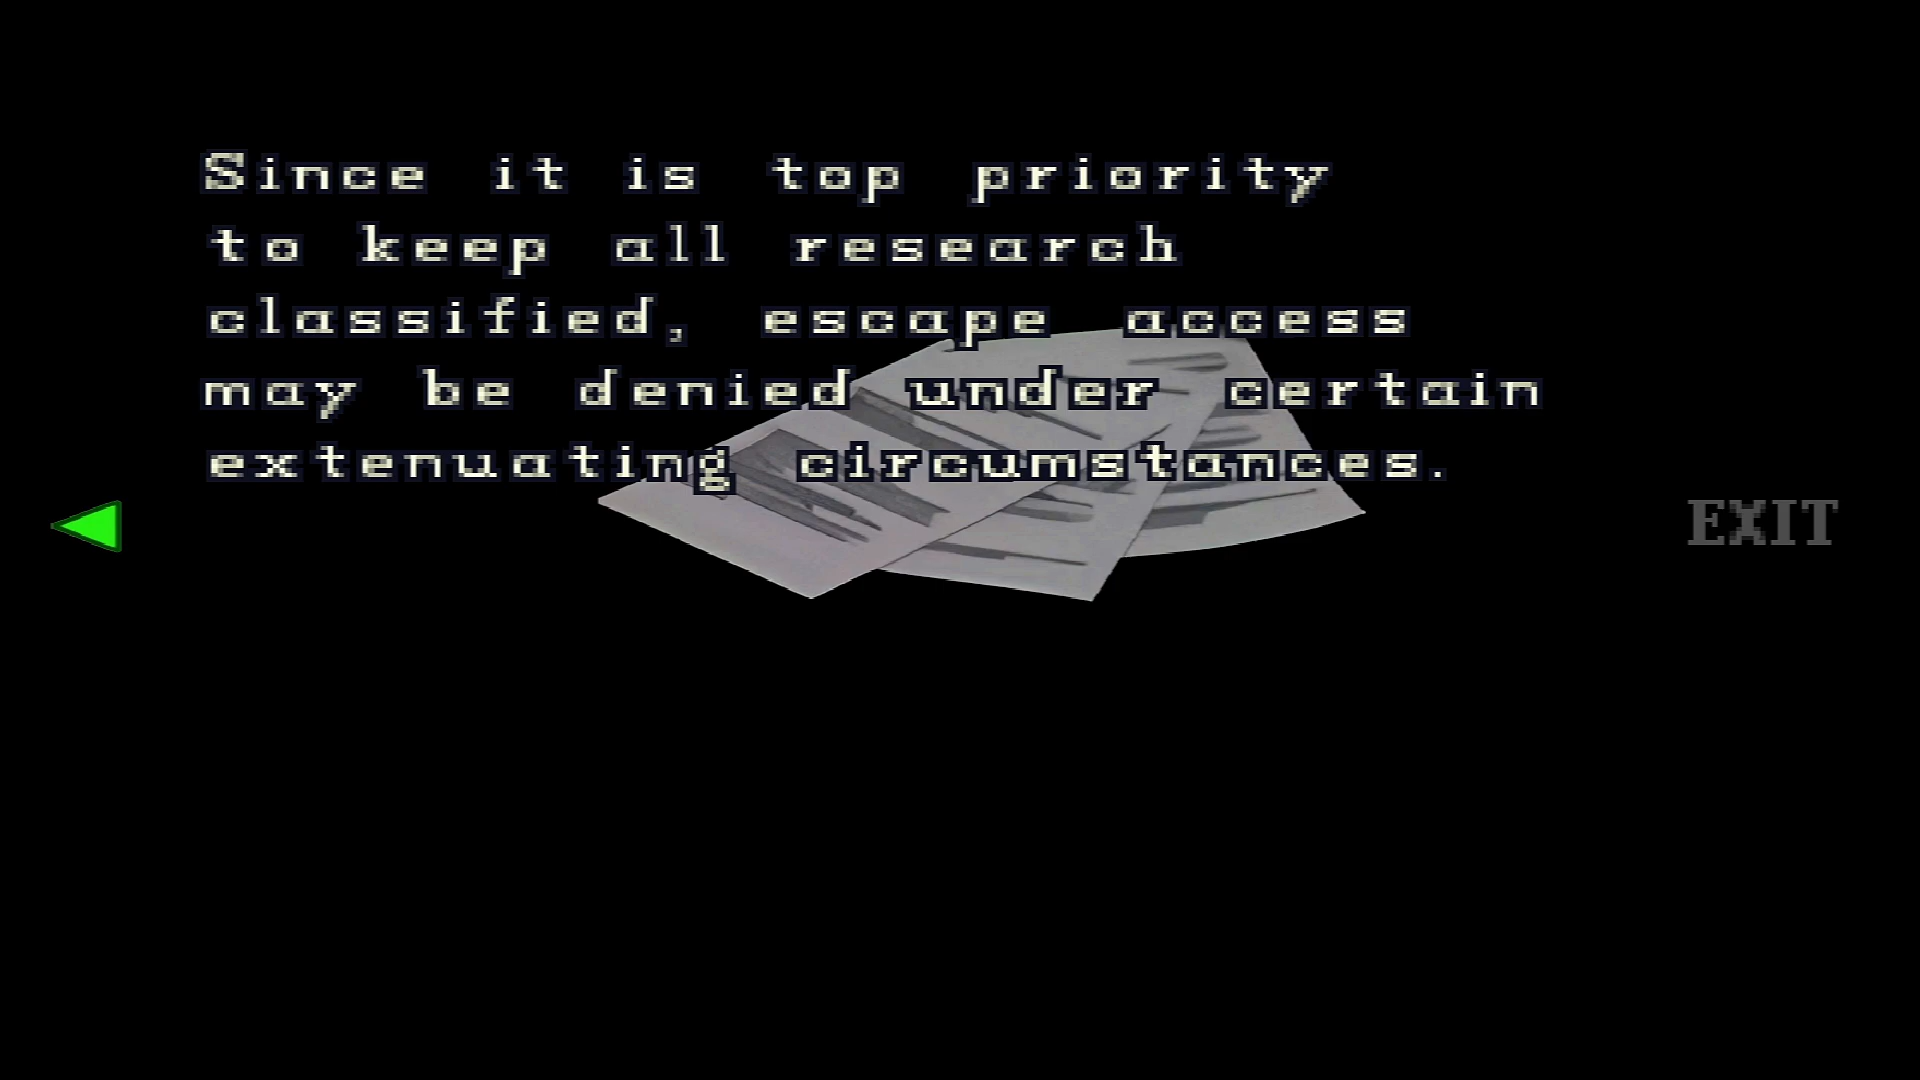 Since it is top priority
to keep all research
classified, escape access
may be denied under certain
extenuating circumstances.
EXIT